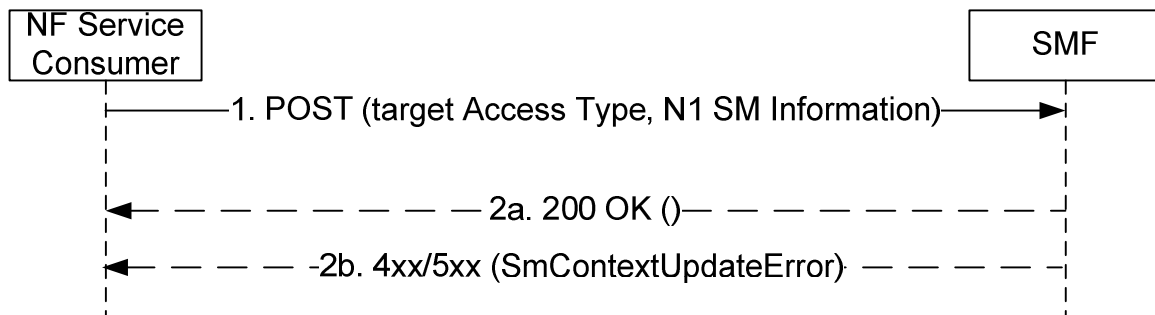 NF Service
Consumer
SMF
1. POST (target Access Type, N1 SM Information)
2a. 200 OK ()
2b. 4xx/5xx (SmContextUpdateError)